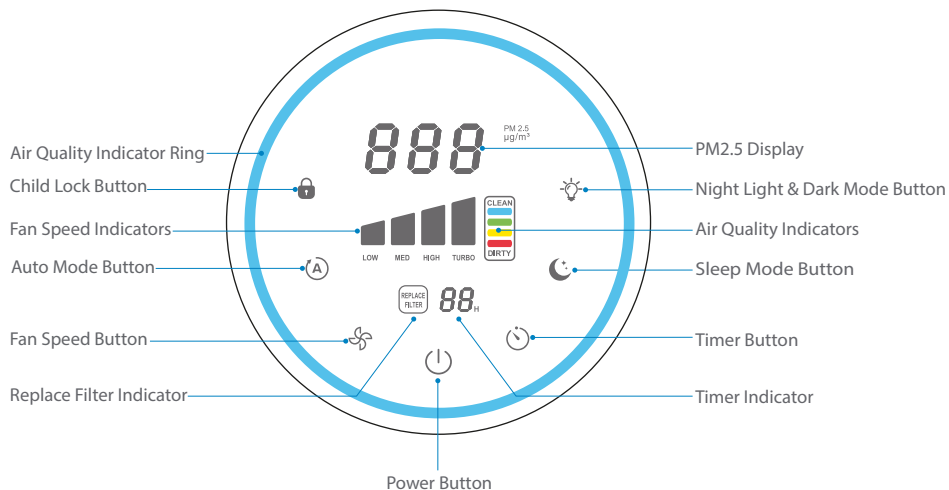 888
PM 2.5
µg/m³
Air Quality Indicator Ring
PM2.5 Display
Child Lock Button
Night Light & Dark Mode Button
CLEAN
Fan Speed Indicators
Air Quality Indicators
DIRTY
LOW MED HIGH TURBO
Auto Mode Button
A
Sleep Mode Button
REPLACE
FILTER
88H
Fan Speed Button
Timer Button
Replace Filter Indicator
Timer Indicator
Power Button